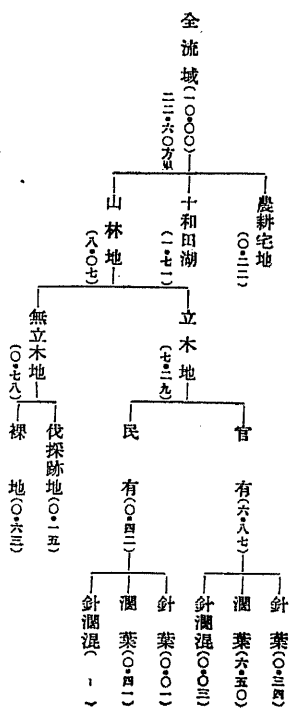 全流域(一〇・〇〇)
二二・六〇
農耕宅地(〇・二二)
十和田湖(一・七一)
山林地(八・〇七)
立木地(七・二九)
無立木地(〇・七八)
官有(六・八七)
民有(〇・四二)
伐採跡地(〇・一五)
裸地(〇・六三)
針葉(〇・三四)
濶葉(六・五〇)
針濶混(〇・〇三)
針葉(〇・〇一)
濶葉(〇・四一)
針濶混(-)